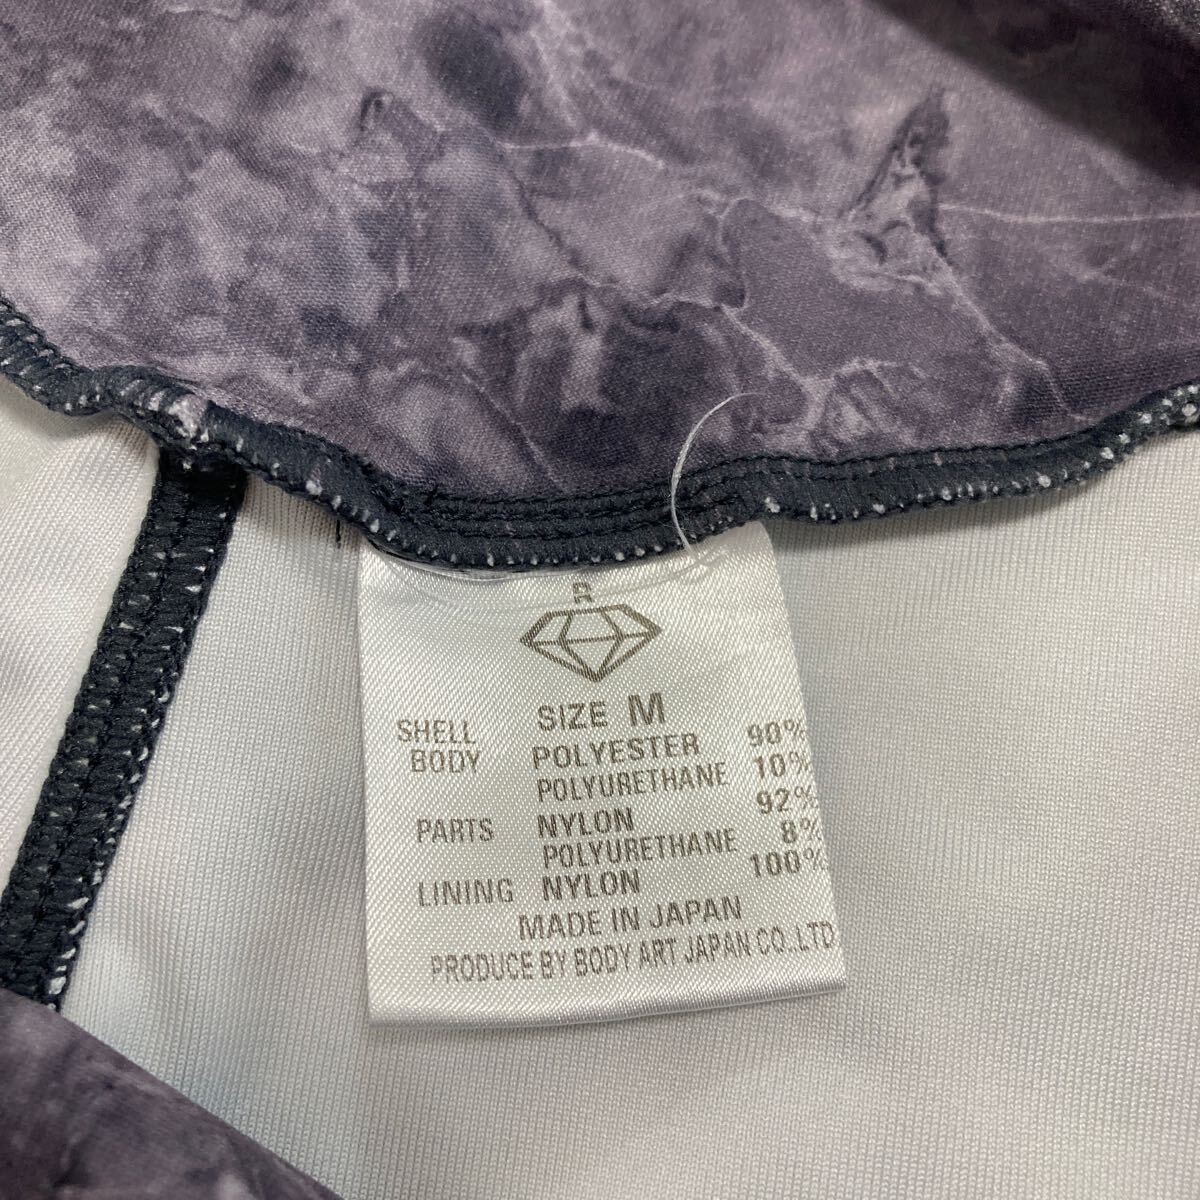 R
SIZE M
SHELL BODY POLYESTER 90%
POLYURETHANE 10%
PARTS NYLON 92%
POLYURETHANE 8%
LINING NYLON 100%
MADE IN JAPAN
PRODUCE BY BODY ART JAPAN CO.,LTD